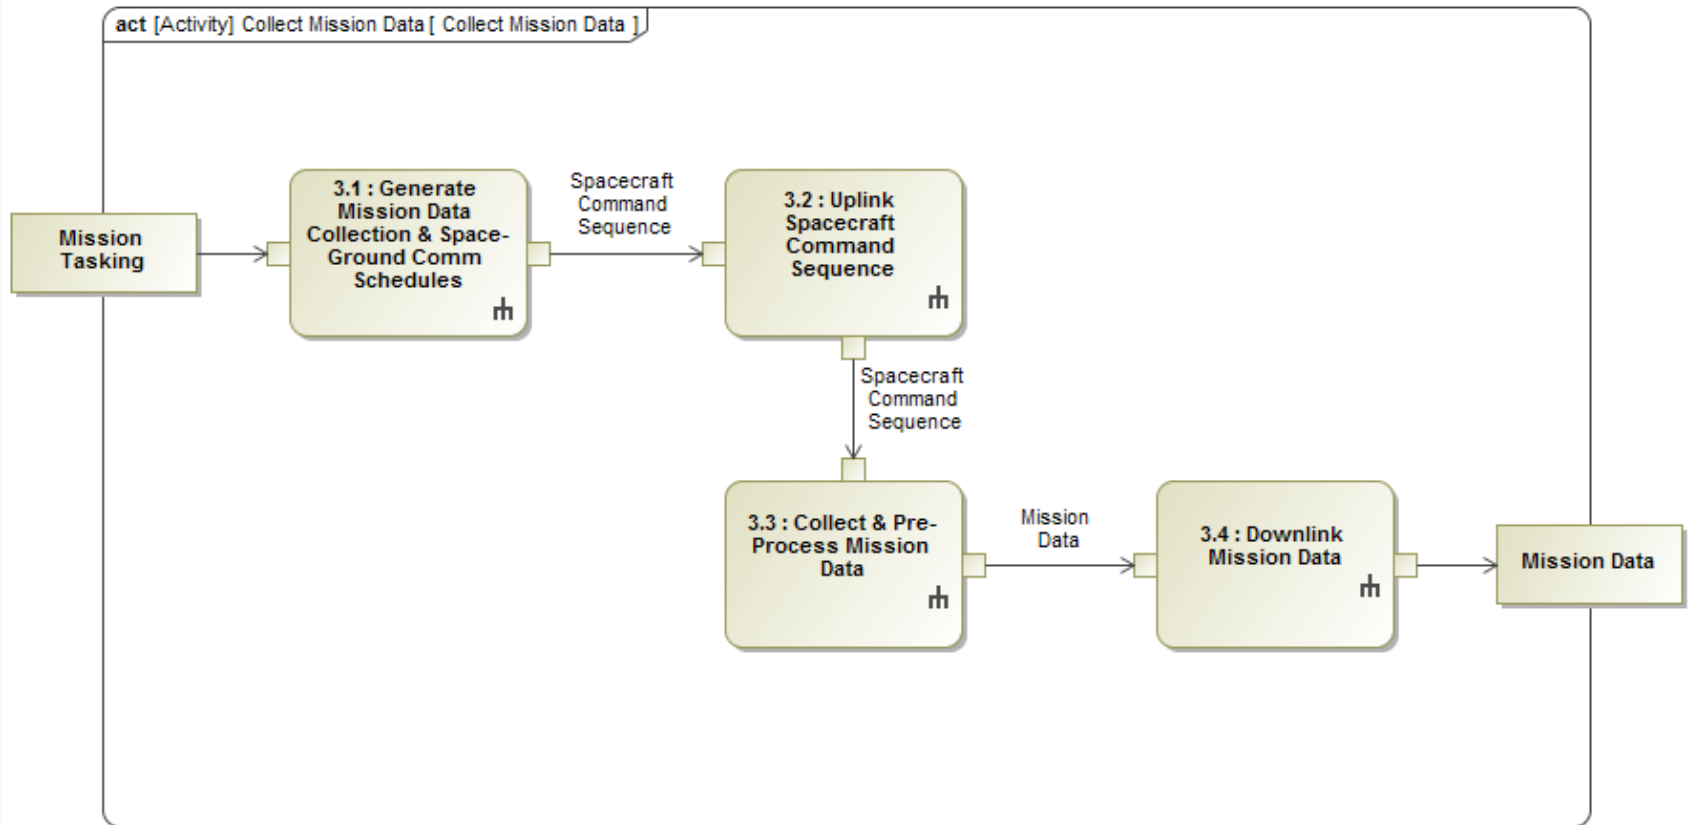 act [Activity] Collect Mission Data [ Collect Mission Data ]
Mission
Tasking
3.1 : Generate
Mission Data
Collection & Space-
Ground Comm
Schedules
Spacecraft
Command
Sequence
3.2 : Uplink
Spacecraft
Command
Sequence
Spacecraft
Command
Sequence
3.3 : Collect & Pre-
Process Mission
Data
Mission
Data
3.4 : Downlink
Mission Data
Mission Data